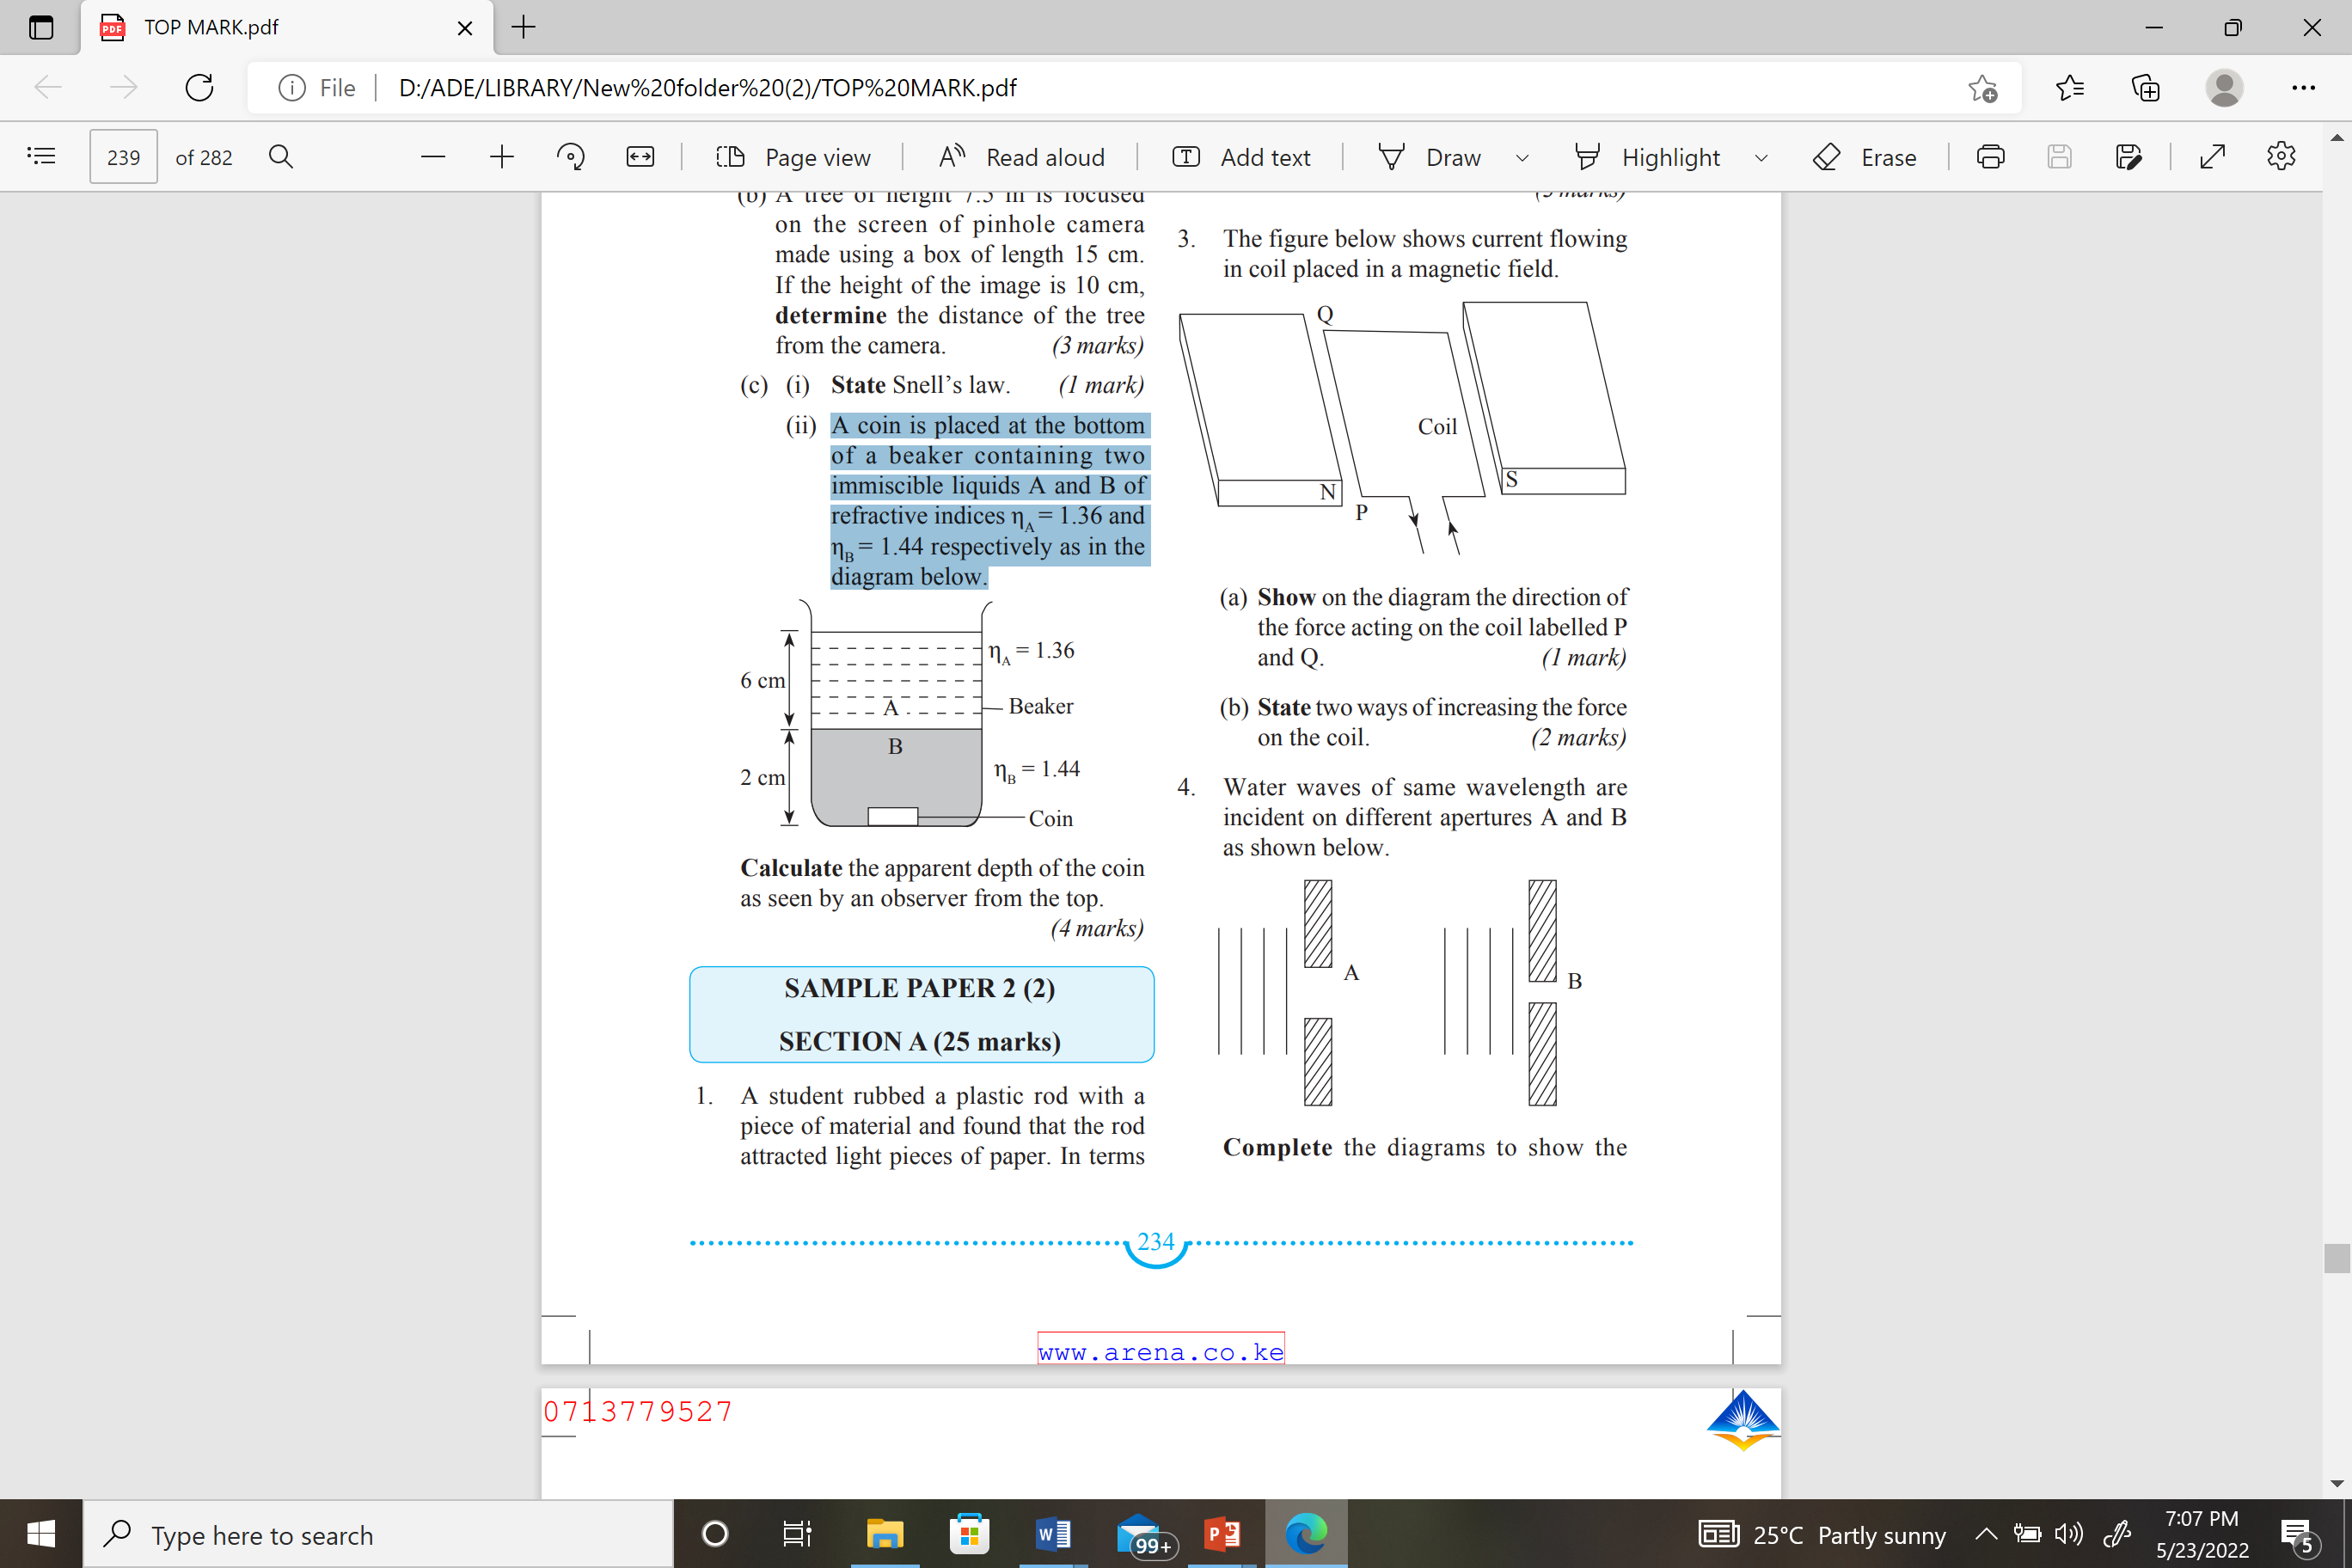 TOP MARK.pdf
File
D:/ADE/LIBRARY/New%20folder%20(2)/TOP%20MARK.pdf
239 of 282
Page view
Read aloud
Add text
Draw
Highlight
Erase
(b) A tree of height 7.5 m is focused
on the screen of pinhole camera
made using a box of length 15 cm.
If the height of the image is 10 cm,
determine the distance of the tree
from the camera. (3 marks)
(c) (i) State Snell's law. (1 mark)
(ii) A coin is placed at the bottom
of a beaker containing two
immiscible liquids A and B of
refractive indices ηA = 1.36 and
ηB = 1.44 respectively as in the
diagram below.
ηA = 1.36
6 cm
A
Beaker
B
2 cm
ηB = 1.44
Coin
Calculate the apparent depth of the coin
as seen by an observer from the top.
(4 marks)
SAMPLE PAPER 2 (2)
SECTION A (25 marks)
1. A student rubbed a plastic rod with a
piece of material and found that the rod
attracted light pieces of paper. In terms
(3 marks)
3. The figure below shows current flowing
in coil placed in a magnetic field.
Q
Coil
N
S
P
(a) Show on the diagram the direction of
the force acting on the coil labelled P
and Q. (1 mark)
(b) State two ways of increasing the force
on the coil. (2 marks)
4. Water waves of same wavelength are
incident on different apertures A and B
as shown below.
A
B
Complete the diagrams to show the
234
www.arena.co.ke
0713779527
Type here to search
99+
25°C Partly sunny
7:07 PM
5/23/2022
5